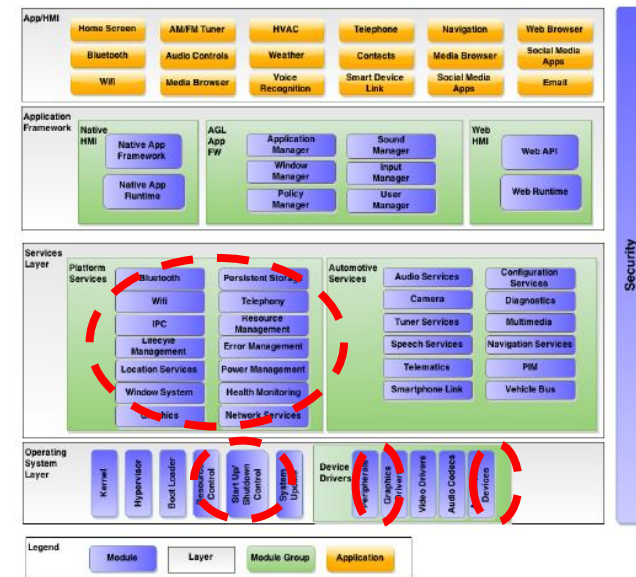 App/HMI
Home Screen
AM/FM Tuner
HVAC
Telephone
Navigation
Web Browser
Bluetooth
Audio Controls
Weather
Contacts
Media Browser
Social Media
Apps
Wifi
Media Browser
Voice
Recognition
Smart Device
Link
Social Media
Apps
Email
Application
Framework
Native
HMI
Native App
Framework
Native App
Runtime
AGL
App
FW
Application
Manager
Sound
Manager
Window
Manager
Input
Manager
Policy
Manager
User
Manager
Web
HMI
Web API
Web Runtime
Services
Layer
Platform
Services
Bluetooth
Persistent Storage
Wifi
Telephony
IPC
Resource
Management
Lifecyle
Management
Error Management
Location Services
Power Management
Window System
Health Monitoring
Graphics
Network Services
Automotive
Services
Audio Services
Configuration
Services
Camera
Diagnostics
Tuner Services
Multimedia
Speech Services
Navigation Services
Telematics
PIM
Smartphone Link
Vehicle Bus
Operating
System
Layer
Kernel
Hypervisor
Boot Loader
Resource
Control
Start Up/
Shutdown
Control
System
Update
Device
Drivers
Peripherals
Graphics
Drivers
Video Drivers
Audio Codecs
Devices
Security
Legend
Module
Layer
Module Group
Application